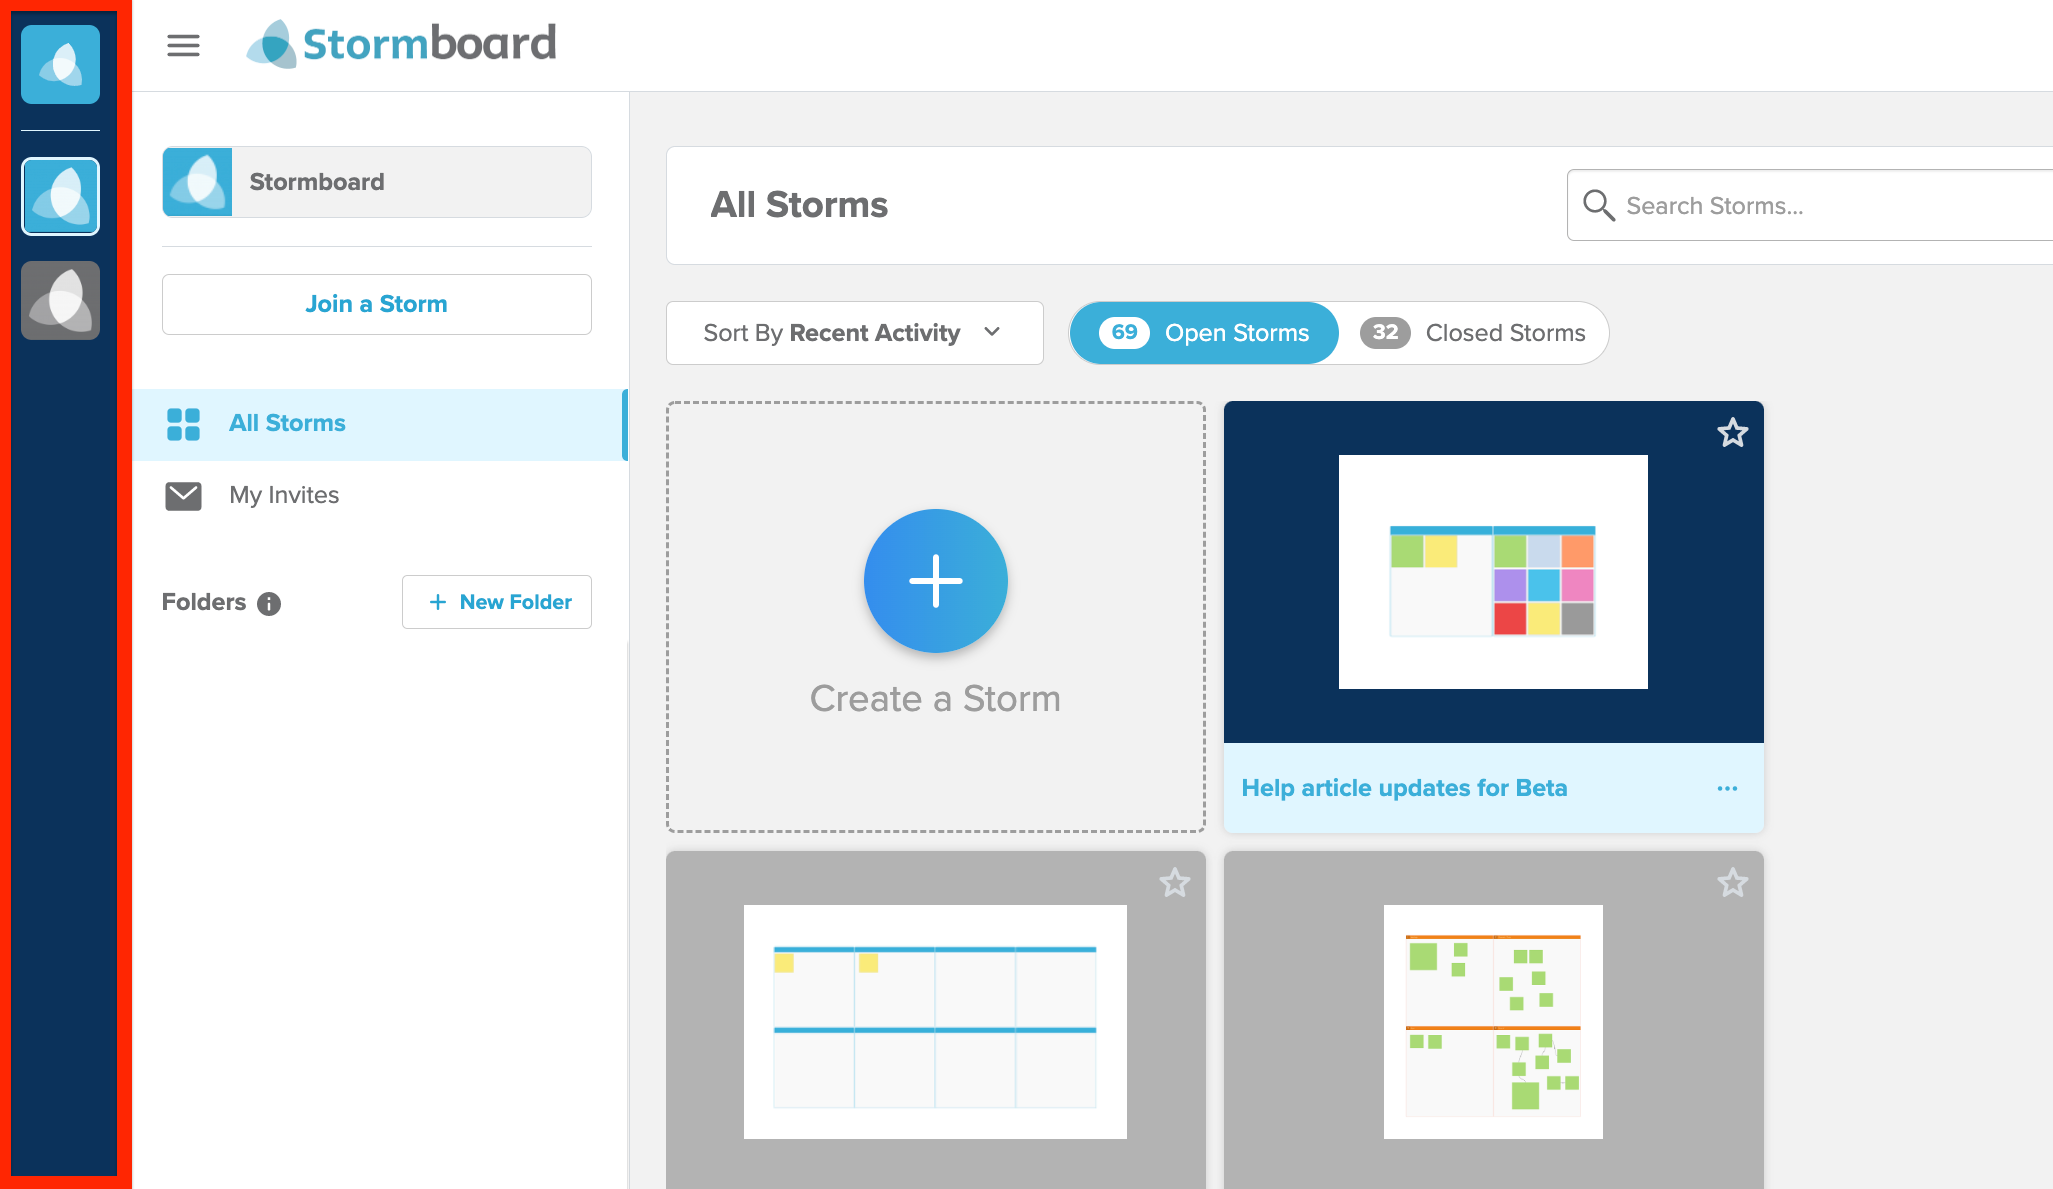 Stormboard
Stormboard
All Storms
Search Storms...
Join a Storm
Sort By Recent Activity
69 Open Storms
32 Closed Storms
All Storms
My Invites
Folders
+ New Folder
Create a Storm
Help article updates for Beta